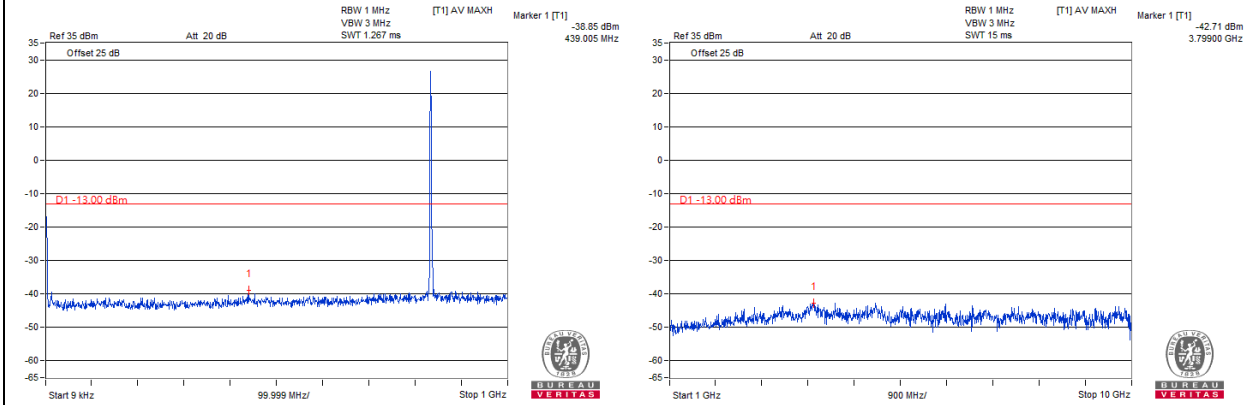 RBW 1 MHz [T1] AV MAXH Marker 1 [T1]
VBW 3 MHz -38.85 dBm
Ref 35 dBm Att 20 dB SWT 1.267 ms 439.005 MHz
35
Offset 25 dB
30
20
10
0
-10
D1 -13.00 dBm
-20
-30
1
-40
-50
-60
-65
Start 9 kHz 99.999 MHz/ Stop 1 GHz
BUREAU VERITAS
1828
BUREAU
VERITAS
RBW 1 MHz [T1] AV MAXH Marker 1 [T1]
VBW 3 MHz -42.71 dBm
Ref 35 dBm Att 20 dB SWT 15 ms 3.79900 GHz
35
Offset 25 dB
30
20
10
0
-10
D1 -13.00 dBm
-20
-30
1
-40
-50
-60
-65
Start 1 GHz 900 MHz/ Stop 10 GHz
BUREAU VERITAS
1828
BUREAU
VERITAS